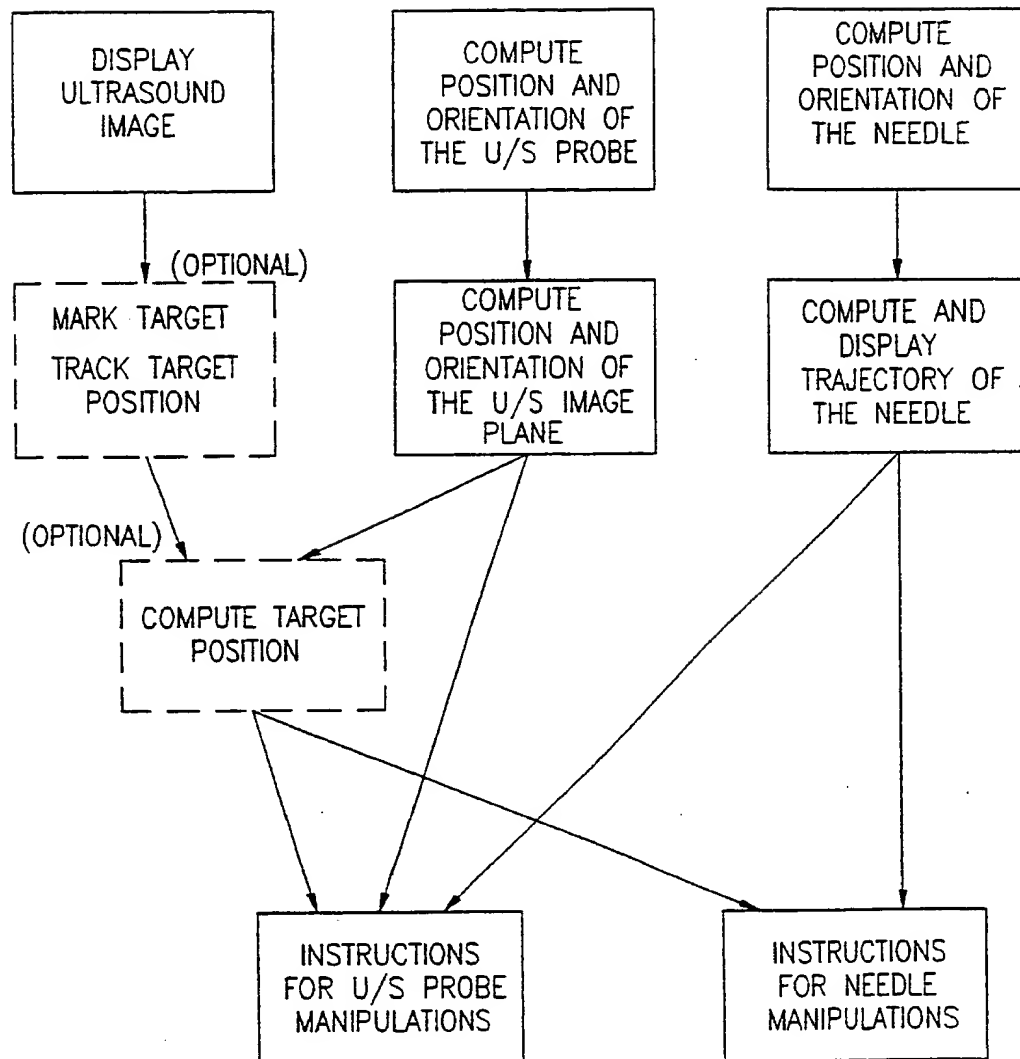 DISPLAY
ULTRASOUND
IMAGE
COMPUTE
POSITION AND
ORIENTATION OF
THE U/S PROBE
COMPUTE
POSITION AND
ORIENTATION OF
THE NEEDLE
(OPTIONAL)
MARK TARGET
TRACK TARGET
POSITION
COMPUTE
POSITION AND
ORIENTATION OF
THE U/S IMAGE
PLANE
COMPUTE AND
DISPLAY
TRAJECTORY OF
THE NEEDLE
(OPTIONAL)
COMPUTE TARGET
POSITION
INSTRUCTIONS
FOR U/S PROBE
MANIPULATIONS
INSTRUCTIONS
FOR NEEDLE
MANIPULATIONS